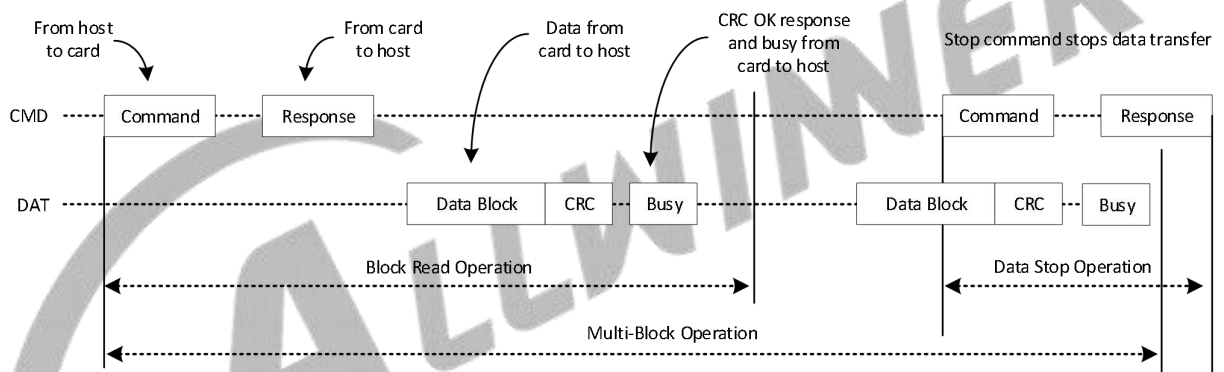 From host
to card
From card
to host
Data from
card to host
CRC OK response
and busy from
card to host
Stop command stops data transfer
CMD Command Response Command Response
DAT Data Block CRC Busy Data Block CRC Busy
Block Read Operation Data Stop Operation
Multi-Block Operation
ALLWINNER